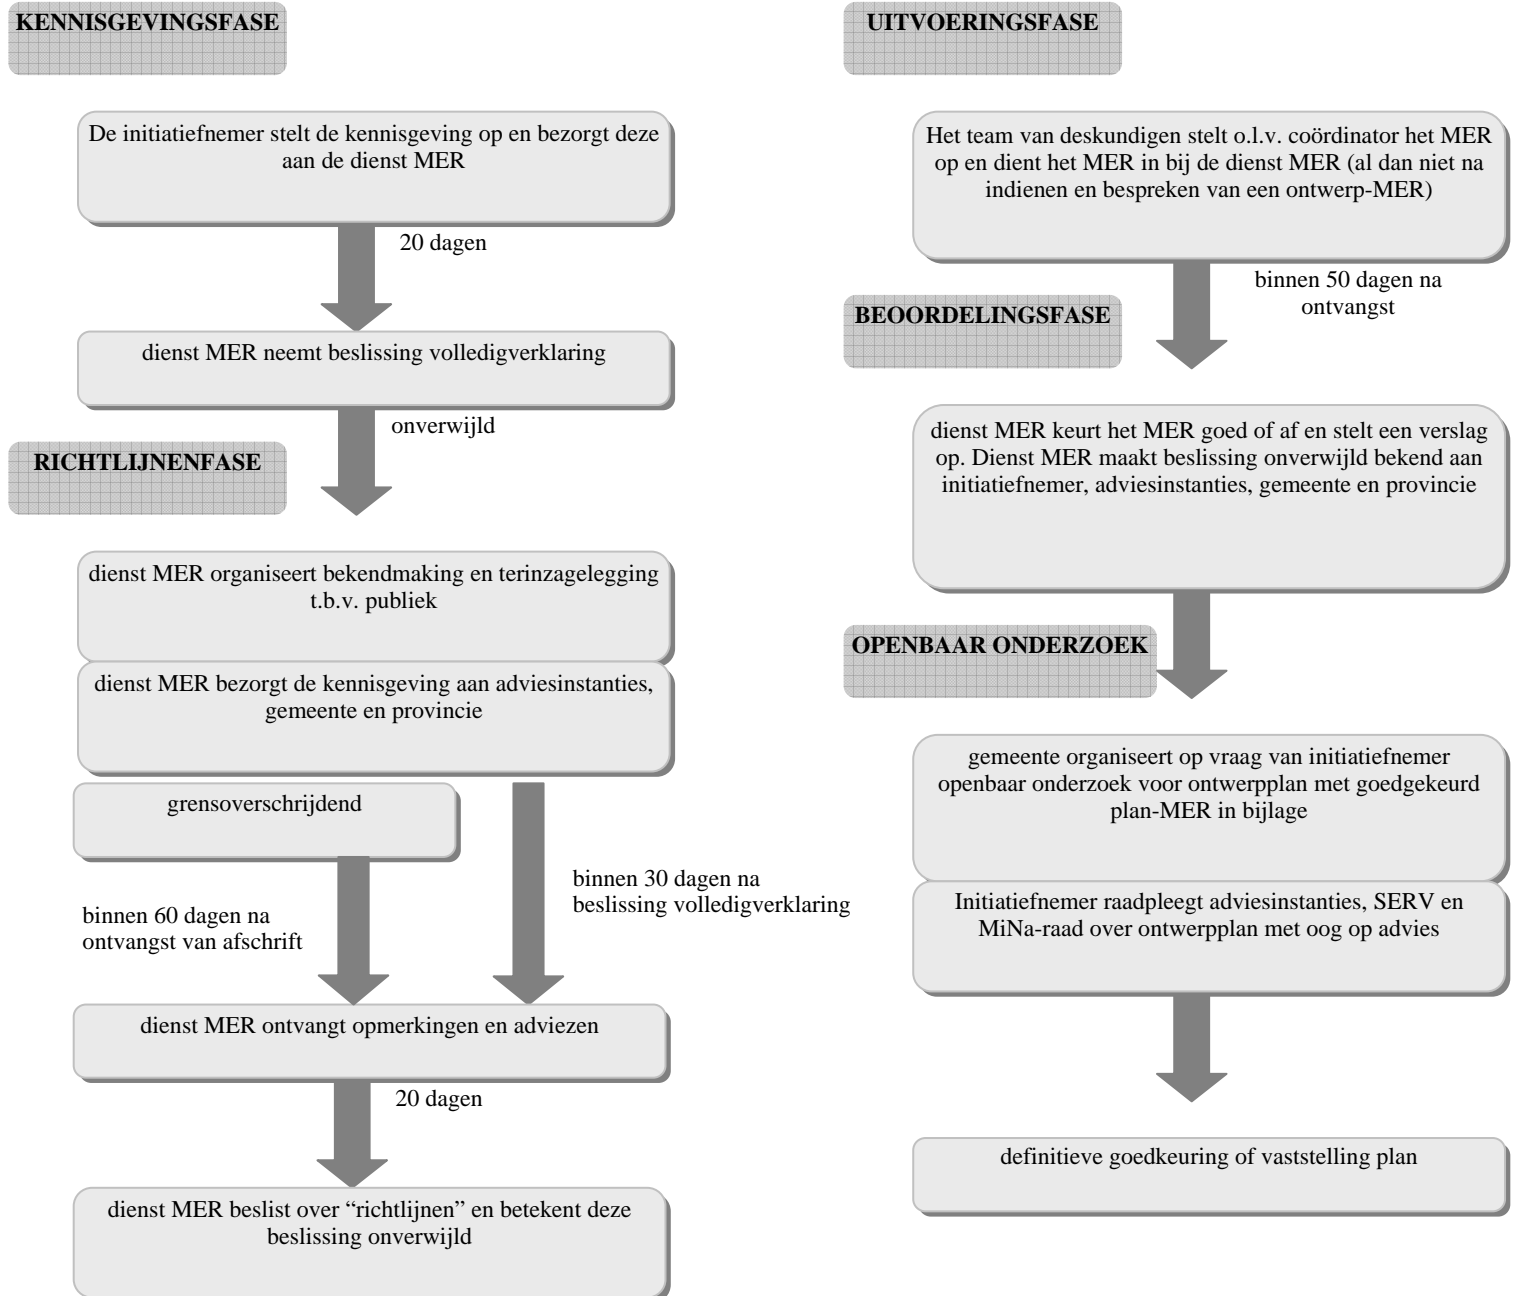 KENNISGEVINGSFASE
De initiatiefnemer stelt de kennisgeving op en bezorgt deze
aan de dienst MER
20 dagen
dienst MER neemt beslissing volledigverklaring
onverwijld
RICHTLIJNENFASE
dienst MER organiseert bekendmaking en terinzagelegging
t.b.v. publiek
dienst MER bezorgt de kennisgeving aan adviesinstanties,
gemeente en provincie
grensoverschrijdend
binnen 60 dagen na
ontvangst van afschrift
binnen 30 dagen na
beslissing volledigverklaring
dienst MER ontvangt opmerkingen en adviezen
20 dagen
dienst MER beslist over “richtlijnen” en betekent deze
beslissing onverwijld
UITVOERINGSFASE
Het team van deskundigen stelt o.l.v. coördinator het MER
op en dient het MER in bij de dienst MER (al dan niet na
indienen en bespreken van een ontwerp-MER)
binnen 50 dagen na
ontvangst
BEOORDELINGSFASE
dienst MER keurt het MER goed of af en stelt een verslag
op. Dienst MER maakt beslissing onverwijld bekend aan
initiatiefnemer, adviesinstanties, gemeente en provincie
OPENBAAR ONDERZOEK
gemeente organiseert op vraag van initiatiefnemer
openbaar onderzoek voor ontwerpplan met goedgekeurd
plan-MER in bijlage
Initiatiefnemer raadpleegt adviesinstanties, SERV en
MiNa-raad over ontwerpplan met oog op advies
definitieve goedkeuring of vaststelling plan